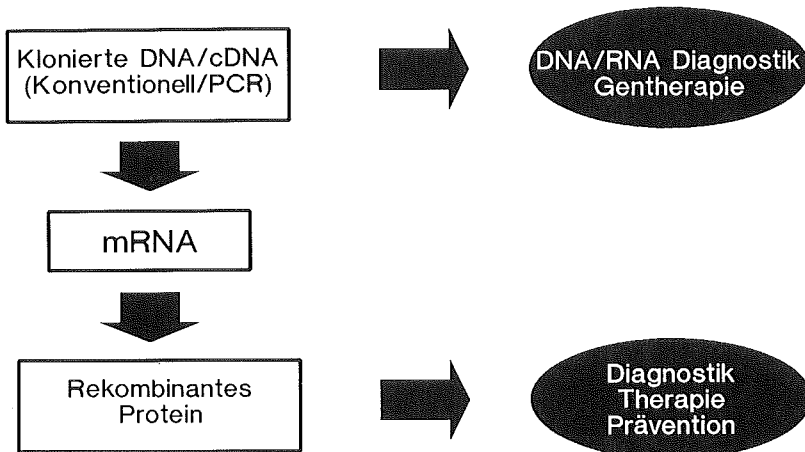 Klonierte DNA/cDNA
(Konventionell/PCR)
DNA/RNA Diagnostik
Gentherapie
mRNA
Rekombinantes
Protein
Diagnostik
Therapie
Prävention